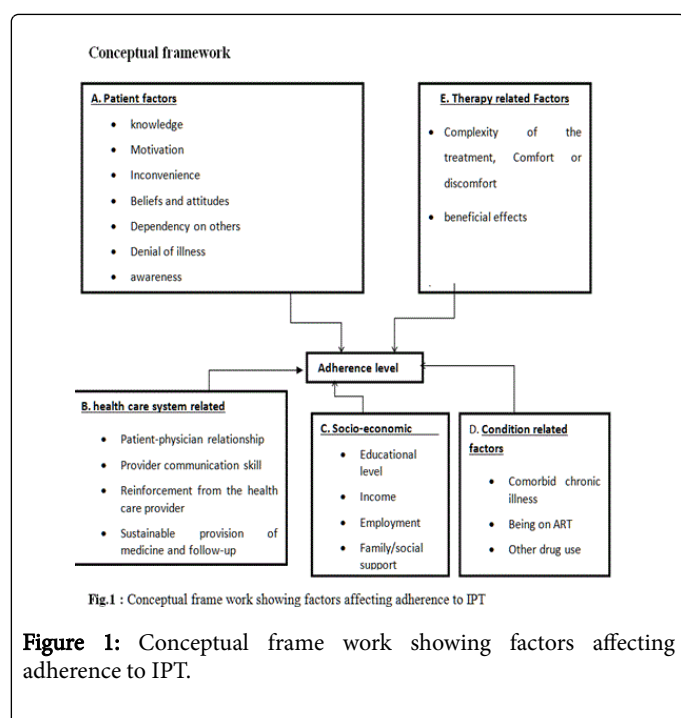 Conceptual framework
A. Patient factors
• knowledge
• Motivation
• Inconvenience
• Beliefs and attitudes
• Dependency on others
• Denial of illness
• awareness
E. Therapy related Factors
• Complexity of the
treatment, Comfort or
discomfort
• beneficial effects
.
Adherence level
B. health care system related
• Patient-physician relationship
• Provider communication skill
• Reinforcement from the health
care provider
• Sustainable provision of
medicine and follow-up
C. Socio-economic
• Educational
level
• Income
• Employment
• Family/social
support
D. Condition related
factors
• Comorbid chronic
illness
• Being on ART
• Other drug use
Fig.1 : Conceptual frame work showing factors affecting adherence to IPT
Figure 1: Conceptual frame work showing factors affecting
adherence to IPT.